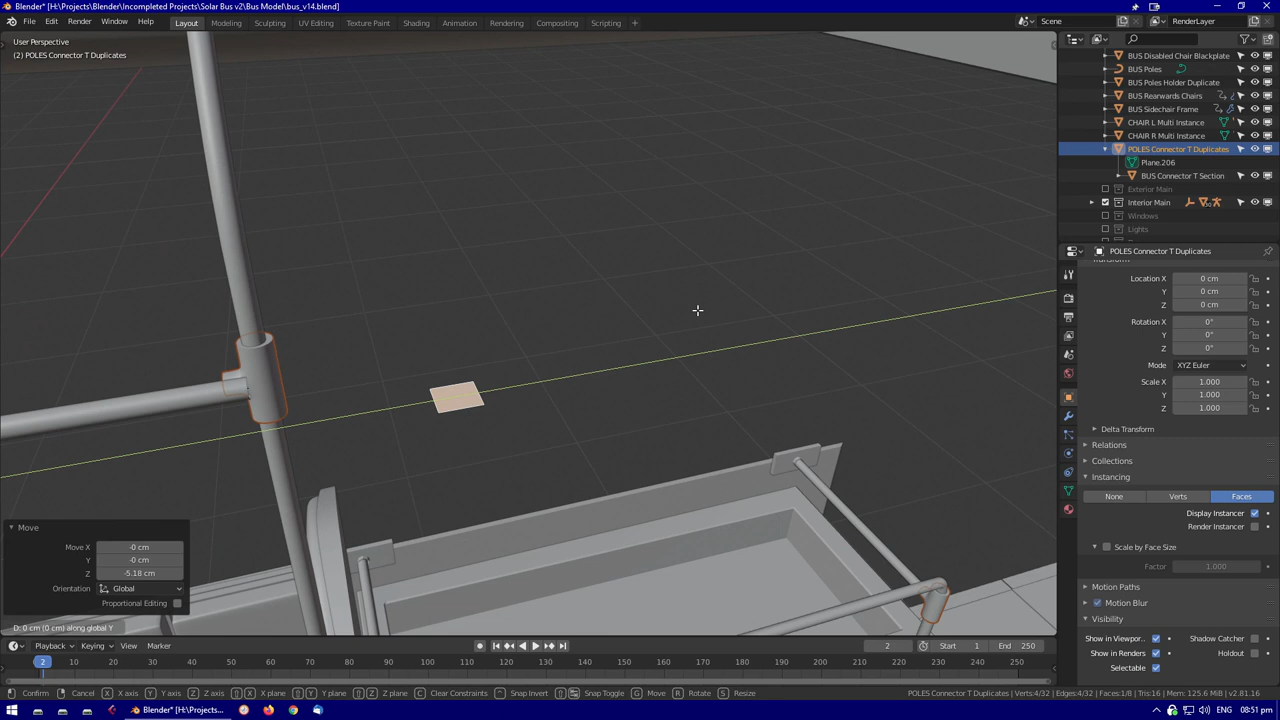 Blender* [H:\Projects\Blender\Incompleted Projects\Solar Bus v2\Bus Model\bus_v14.blend]
File Edit Render Window Help Layout Modeling Sculpting UV Editing Texture Paint Shading Animation Rendering Compositing Scripting Scene RenderLayer
User Perspective
(2) POLES Connector T Duplicates
BUS Disabled Chair Blackplate
BUS Poles
BUS Poles Holder Duplicate
BUS Rearwards Chairs
BUS Sidechair Frame
CHAIR L Multi Instance
CHAIR R Multi Instance
POLES Connector T Duplicates
Plane.206
BUS Connector T Section
Exterior Main
Interior Main
Windows
Lights
POLES Connector T Duplicates
Location X 0 cm
Y 0 cm
Z 0 cm
Rotation X 0°
Y 0°
Z 0°
Mode XYZ Euler
Scale X 1.000
Y 1.000
Z 1.000
Delta Transform
Relations
Collections
Instancing
None Verts Faces
Display Instancer
Render Instancer
Scale by Face Size
Factor 1.000
Motion Paths
Motion Blur
Visibility
Show in Viewpor..
Shadow Catcher
Show in Renders
Holdout
Selectable
Move
Move X -0 cm
Y -0 cm
Z -5.18 cm
Orientation Global
Proportional Editing
D: 0 cm (0 cm) along global Y
Playback Keying View Marker 2 Start 1 End 250
2 10 20 30 40 50 60 70 80 90 100 110 120 130 140 150 160 170 180 190 200 210 220 230 240 250
Confirm Cancel X X axis Y Y axis Z Z axis X X plane Y Y plane Z Z plane C Clear Constraints Snap Invert Snap Toggle G Move R Rotate S Resize
POLES Connector T Duplicates | Verts:4/32 | Edges:4/32 | Faces:1/8 | Tris:16 | Mem: 125.6 MiB | v2.81.16
Blender* [H:\Projects... ENG 08:51 pm